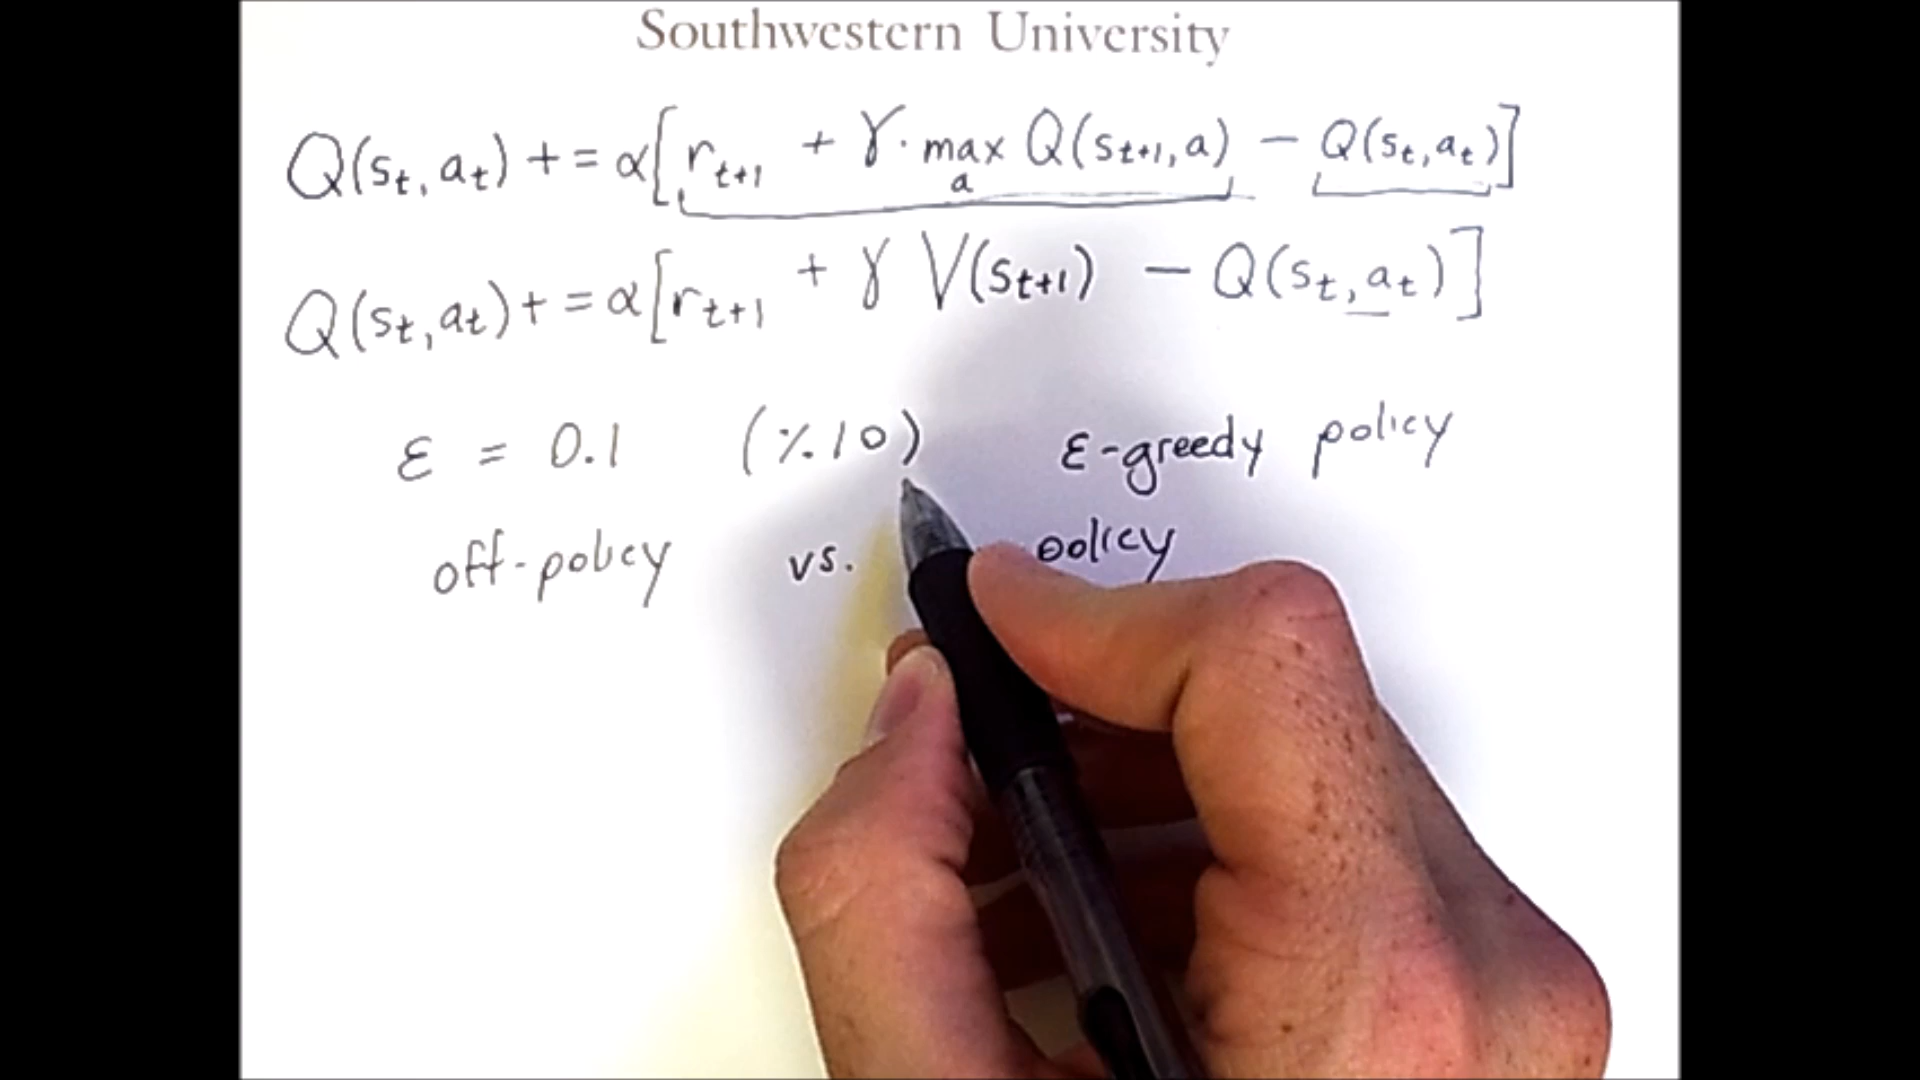 Southwestern University
Q(sₜ, aₜ) += α[rₜ₊₁ + γ · max Q(sₜ₊₁, a) − Q(sₜ, aₜ)]
a
Q(sₜ, aₜ) += α[rₜ₊₁ + γ V(sₜ₊₁) − Q(sₜ, aₜ)]
ε = 0.1 (%10) ε-greedy policy
off-policy vs. policy